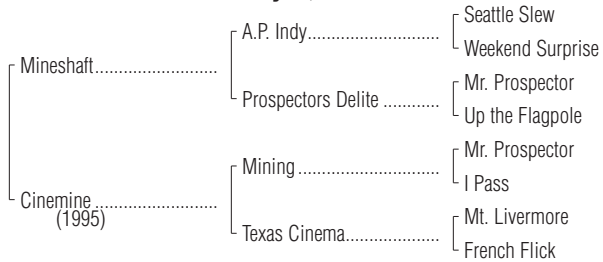 Seattle Slew
A.P. Indy..............................
Weekend Surprise
Mineshaft............................
Mr. Prospector
Prospectors Delite .............
Up the Flagpole
Mr. Prospector
Mining ................................
I Pass
Cinemine ............................
(1995)
Mt. Livermore
Texas Cinema.....................
French Flick